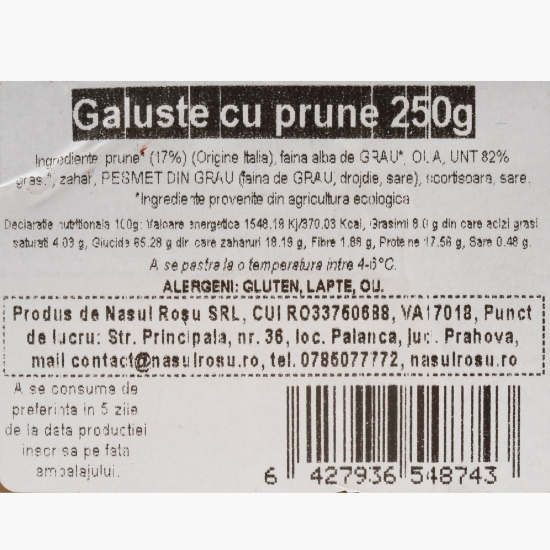 Galuste cu prune 250g
Ingrediente: prune* (17%) (Origine Italia), faina alba de GRAU*, OUA, UNT 82%
gras.*, zahar, PESMET DIN GRAU (faina de GRAU, drojdie, sare), scortisoara, sare.
*Ingrediente provenite din agricultura ecologica
Declaratie nutritionala 100g: Valoare energetica 1548.19 Kj/370.03 Kcal, Grasimi 8.0 g din care acizi grasi
saturati 4.03 g, Glucide 65.28 g din care zaharuri 18.19 g, Fibre 1.86 g, Proteine 17.56 g, Sare 0.48 g.
A se pastra la o temperatura intre 4-6°C.
ALERGENI: GLUTEN, LAPTE, OU.
Produs de Nasul Roșu SRL, CUI RO33760688, VA17018, Punct
de lucru: Str. Principala, nr. 36, loc. Palanca, jud. Prahova,
mail contact@nasulrosu.ro, tel. 0786077772, nasulrosu.ro
A se consuma de
preferinta in 5 zile
de la data productiei
inscrisa pe fata
ambalajului.
6 427936 548743